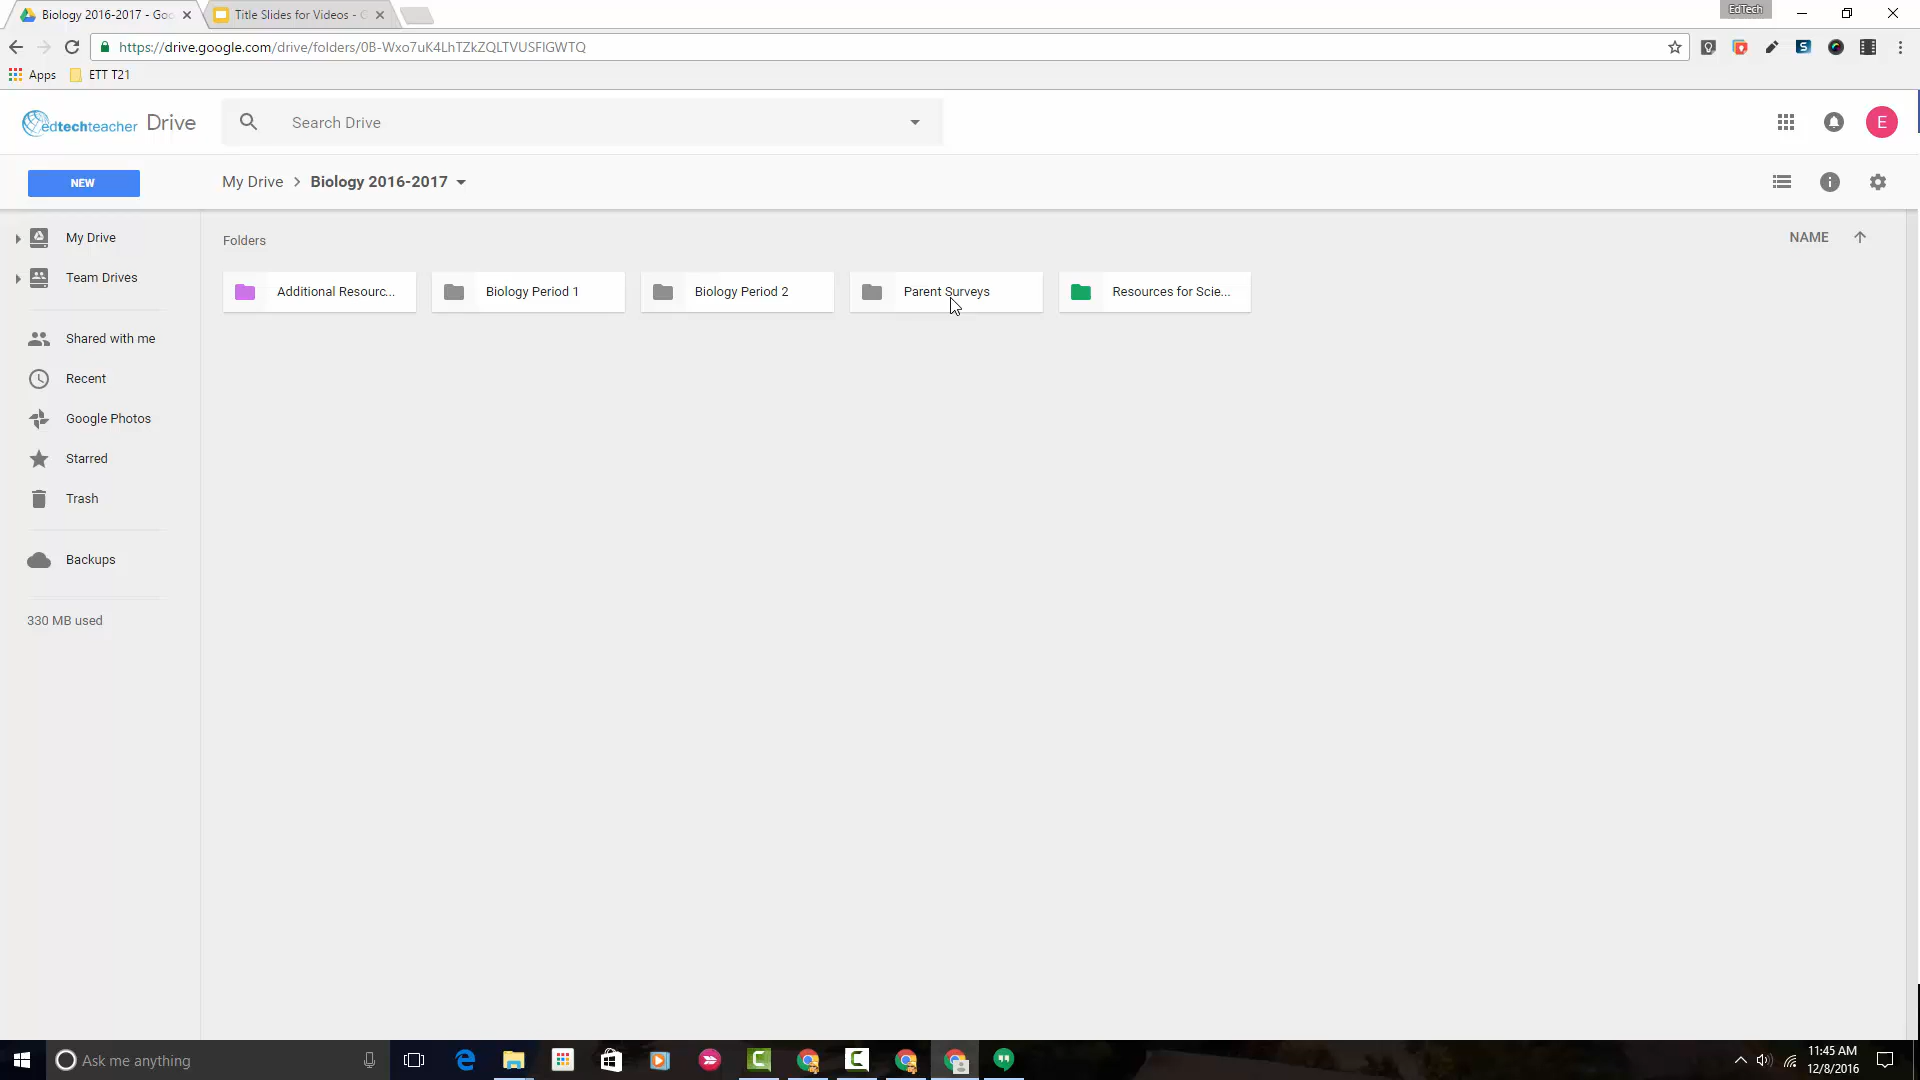 Biology 2016-2017 - Goo
Title Slides for Videos - G
EdTech
https://drive.google.com/drive/folders/0B-Wxo7uK4LhTZkZQLTVUSFlGWTQ
Apps
ETT T21
edtechteacher Drive
Search Drive
E
NEW
My Drive > Biology 2016-2017
My Drive
Team Drives
Shared with me
Recent
Google Photos
Starred
Trash
Backups
330 MB used
Folders
NAME
Additional Resourc...
Biology Period 1
Biology Period 2
Parent Surveys
Resources for Scie...
Ask me anything
11:45 AM
12/8/2016